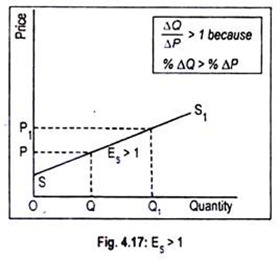 Price
ΔQ
ΔP
> 1 because
% ΔQ > % ΔP
P₁
P
S
S₁
Eₛ > 1
O
Q
Q₁
Quantity
Fig. 4.17: Eₛ > 1